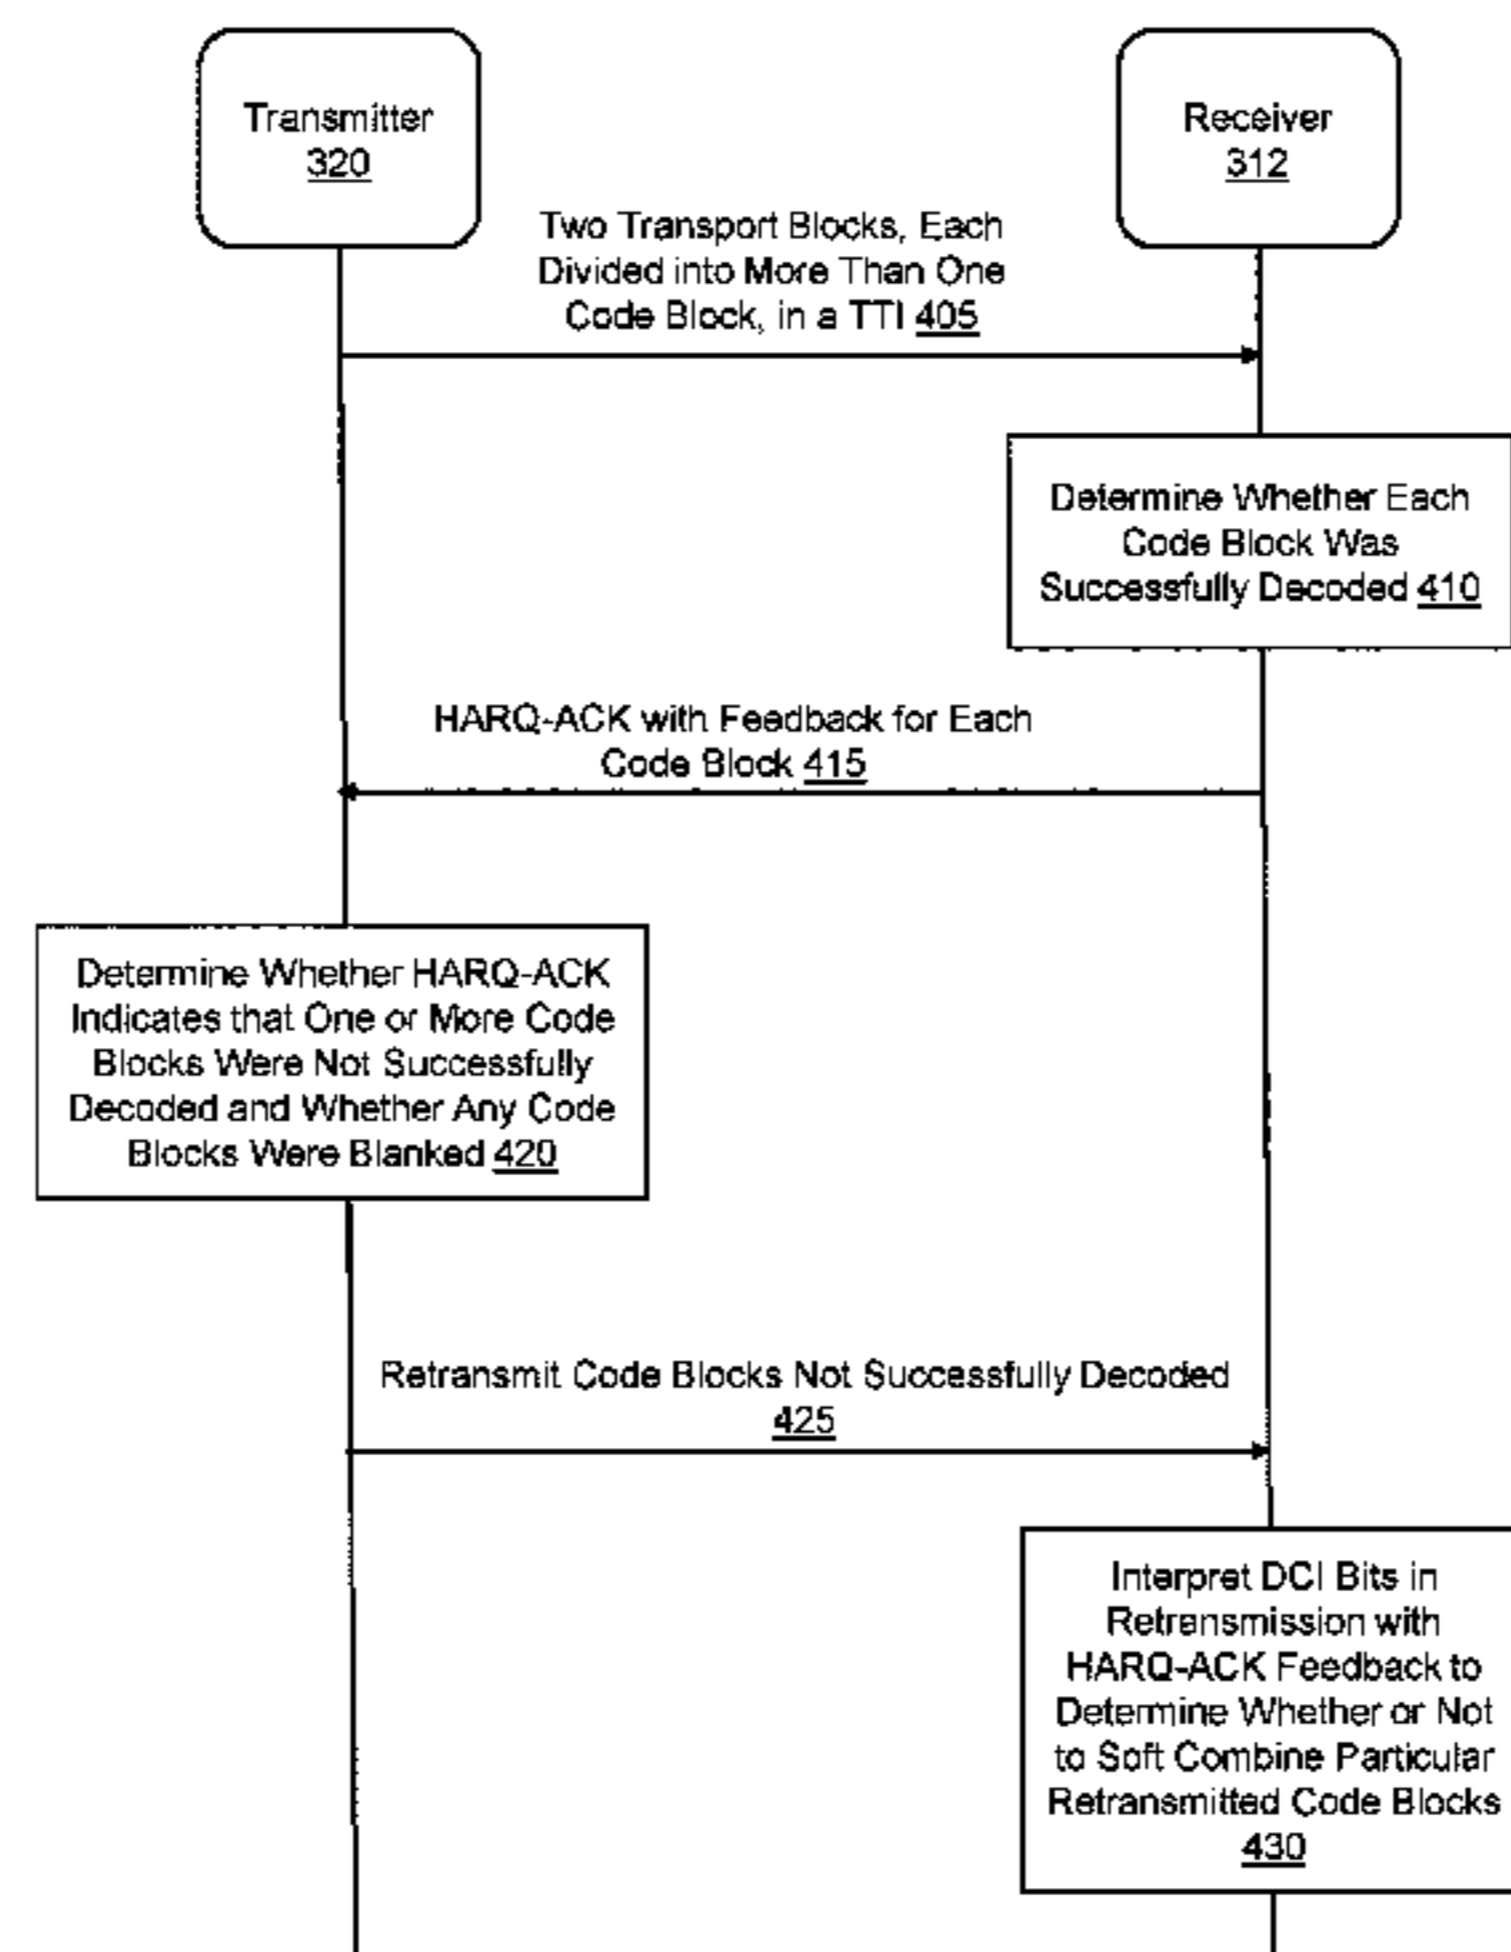 Transmitter
320
Receiver
312
Two Transport Blocks, Each
Divided into More Than One
Code Block, in a TTI 405
Determine Whether Each
Code Block Was
Successfully Decoded 410
HARQ-ACK with Feedback for Each
Code Block 415
Determine Whether HARQ-ACK
Indicates that One or More Code
Blocks Were Not Successfully
Decoded and Whether Any Code
Blocks Were Blanked 420
Retransmit Code Blocks Not Successfully Decoded
425
Interpret DCI Bits in
Retransmission with
HARQ-ACK Feedback to
Determine Whether or Not
to Soft Combine Particular
Retransmitted Code Blocks
430